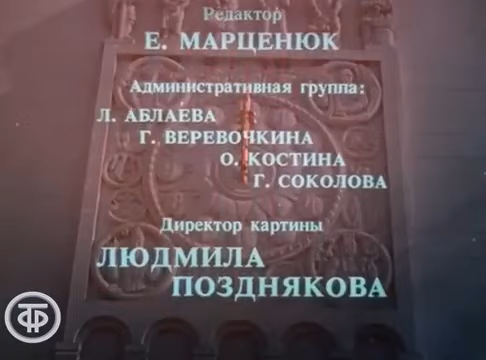 Редактор
Е. МАРЦЕНЮК
Административная группа:
Л. АБЛАЕВА
Г. ВЕРЕВОЧКИНА
О. КОСТИНА
Г. СОКОЛОВА
Директор картины
ЛЮДМИЛА
ПОЗДНЯКОВА